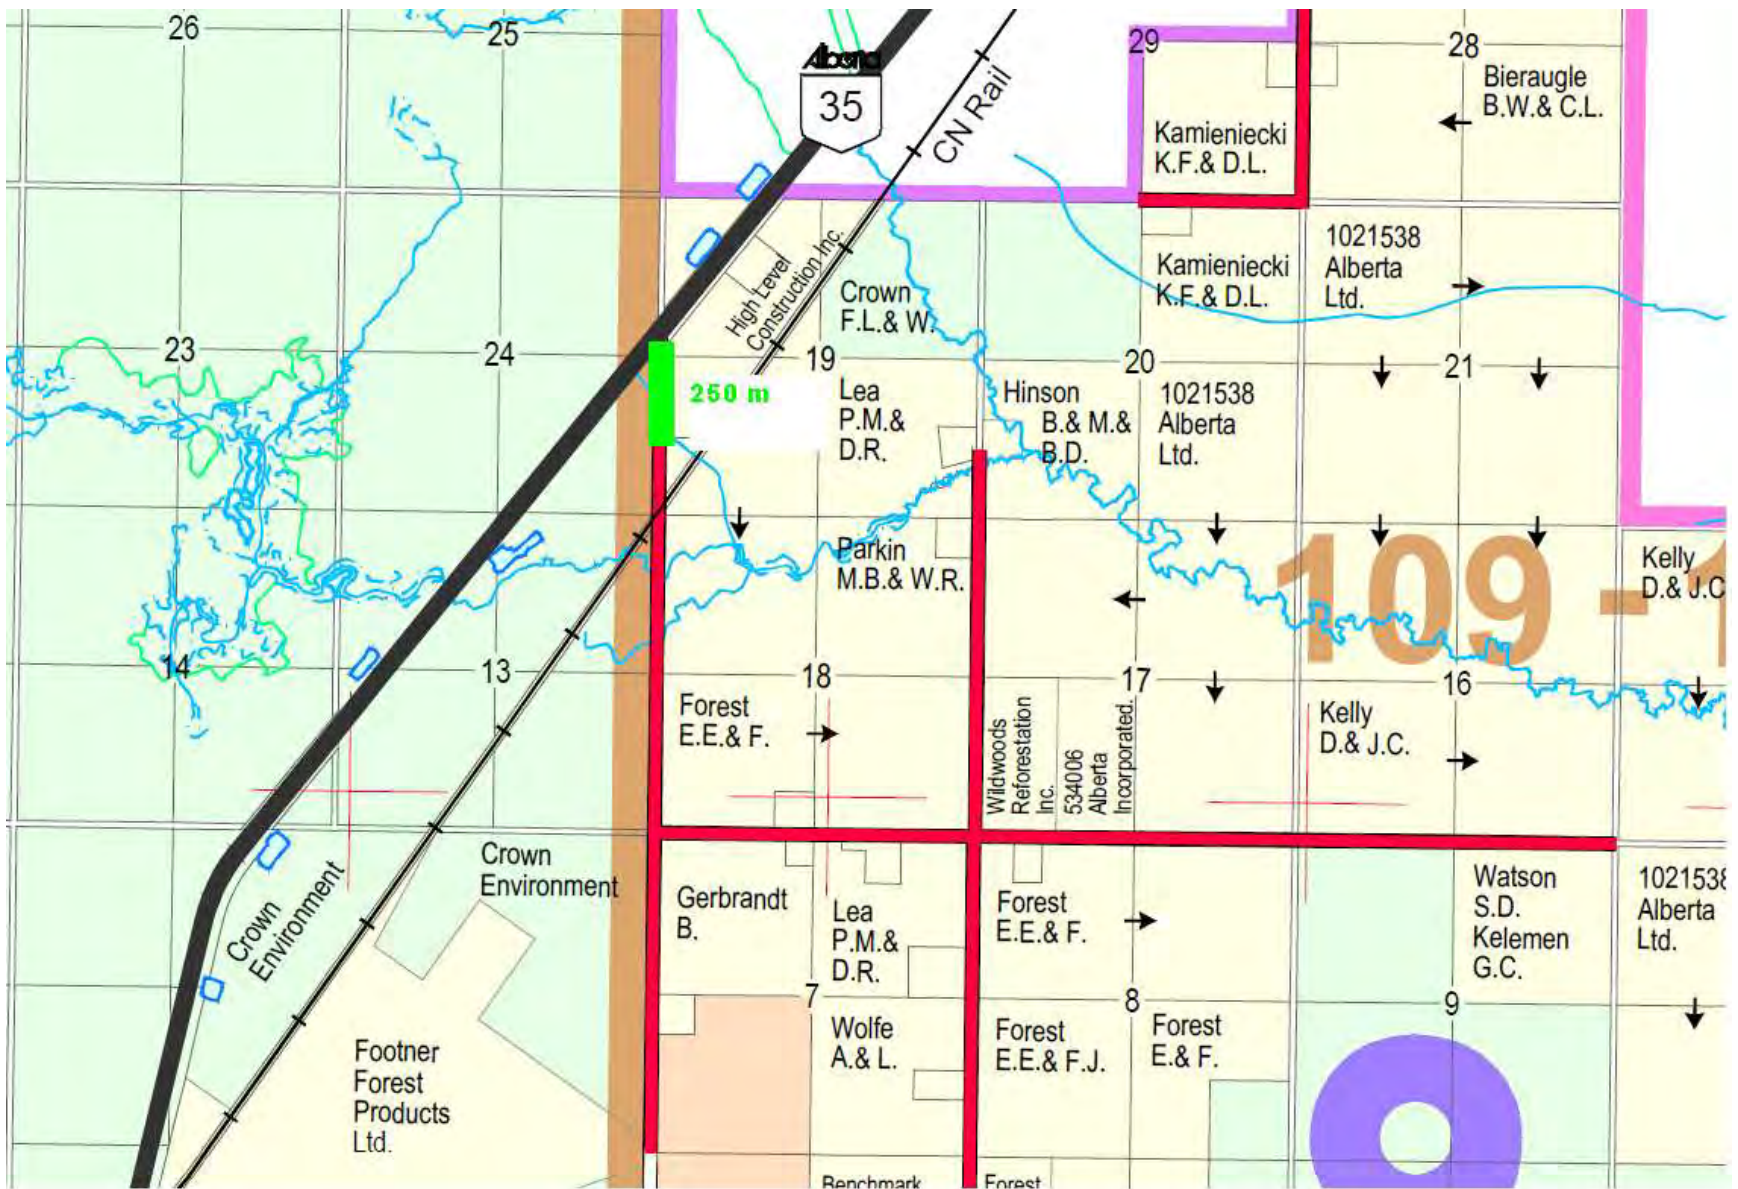 26
25
29
28
Alberta
35
CN Rail
Bieraugle
B.W.& C.L.
Kamieniecki
K.F.& D.L.
High Level
Construction Inc.
Crown
F.L.& W.
Kamieniecki
K.F.& D.L.
1021538
Alberta
Ltd.
23
24
19
20
21
250 m
Lea
P.M.&
D.R.
Hinson
B.& M.&
B.D.
1021538
Alberta
Ltd.
Parkin
M.B.& W.R.
109 - 1
Kelly
D.& J.C
14
13
18
17
16
Forest
E.E.& F.
Wildwoods
Reforestation
Inc.
534006
Alberta
Incorporated.
Kelly
D.& J.C.
Crown
Environment
Crown
Environment
Gerbrandt
B.
Lea
P.M.&
D.R.
Forest
E.E.& F.
Watson
S.D.
Kelemen
G.C.
1021538
Alberta
Ltd.
7
8
9
Footner
Forest
Products
Ltd.
Wolfe
A.& L.
Forest
E.E.& F.J.
Forest
E.& F.
Benchmark
Forest